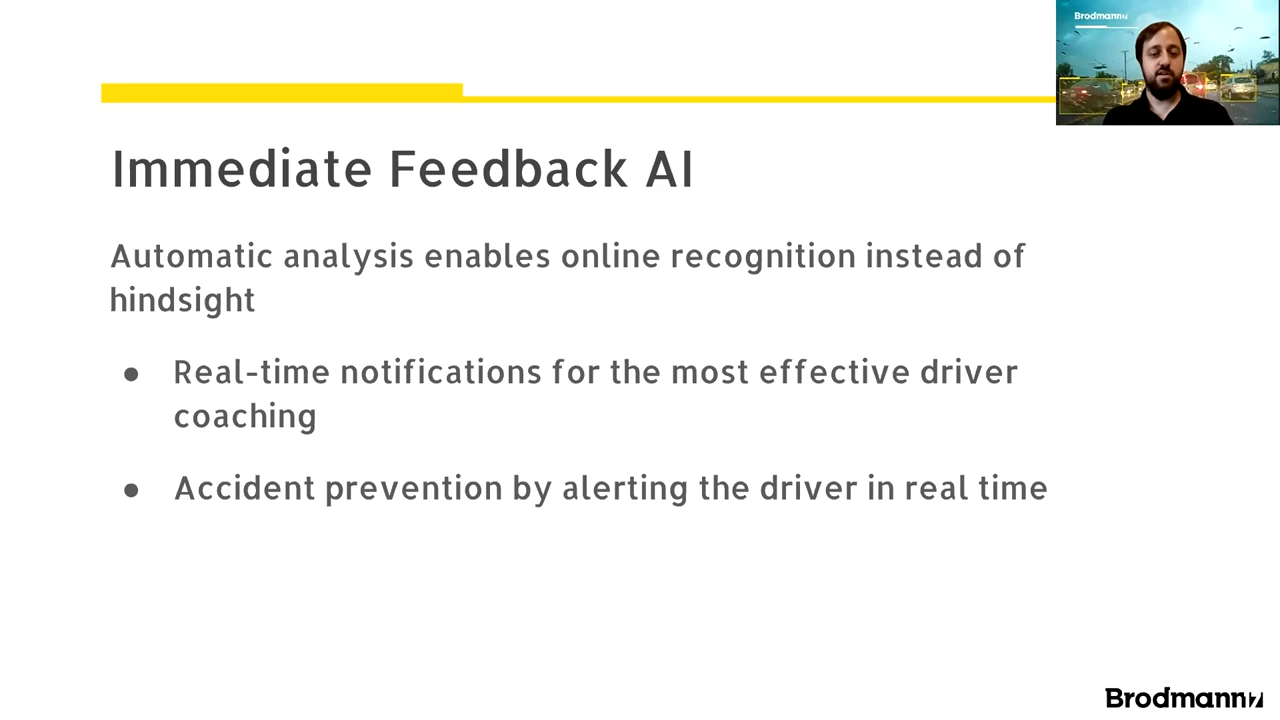 Brodmann17
Immediate Feedback AI
Automatic analysis enables online recognition instead of
hindsight
● Real-time notifications for the most effective driver
coaching
● Accident prevention by alerting the driver in real time
Brodmann17